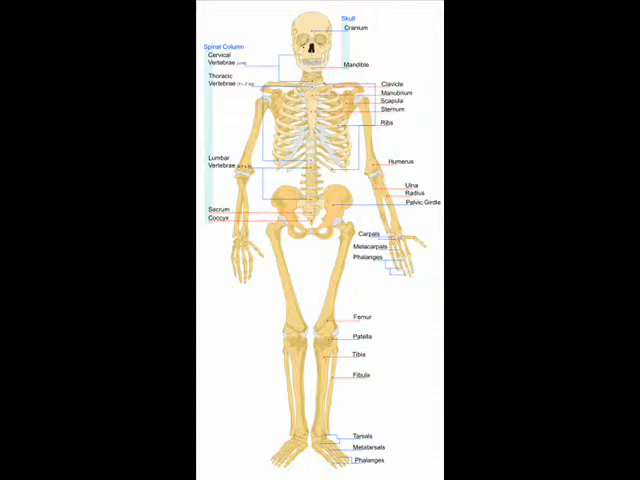 Skull
Cranium
Mandible
Spinal Column
Cervical
Vertebrae
Thoracic
Vertebrae
Lumbar
Vertebrae
Sacrum
Coccyx
Clavicle
Manubrium
Scapula
Sternum
Ribs
Humerus
Ulna
Radius
Pelvic Girdle
Carpals
Metacarpals
Phalanges
Femur
Patella
Tibia
Fibula
Tarsals
Metatarsals
Phalanges